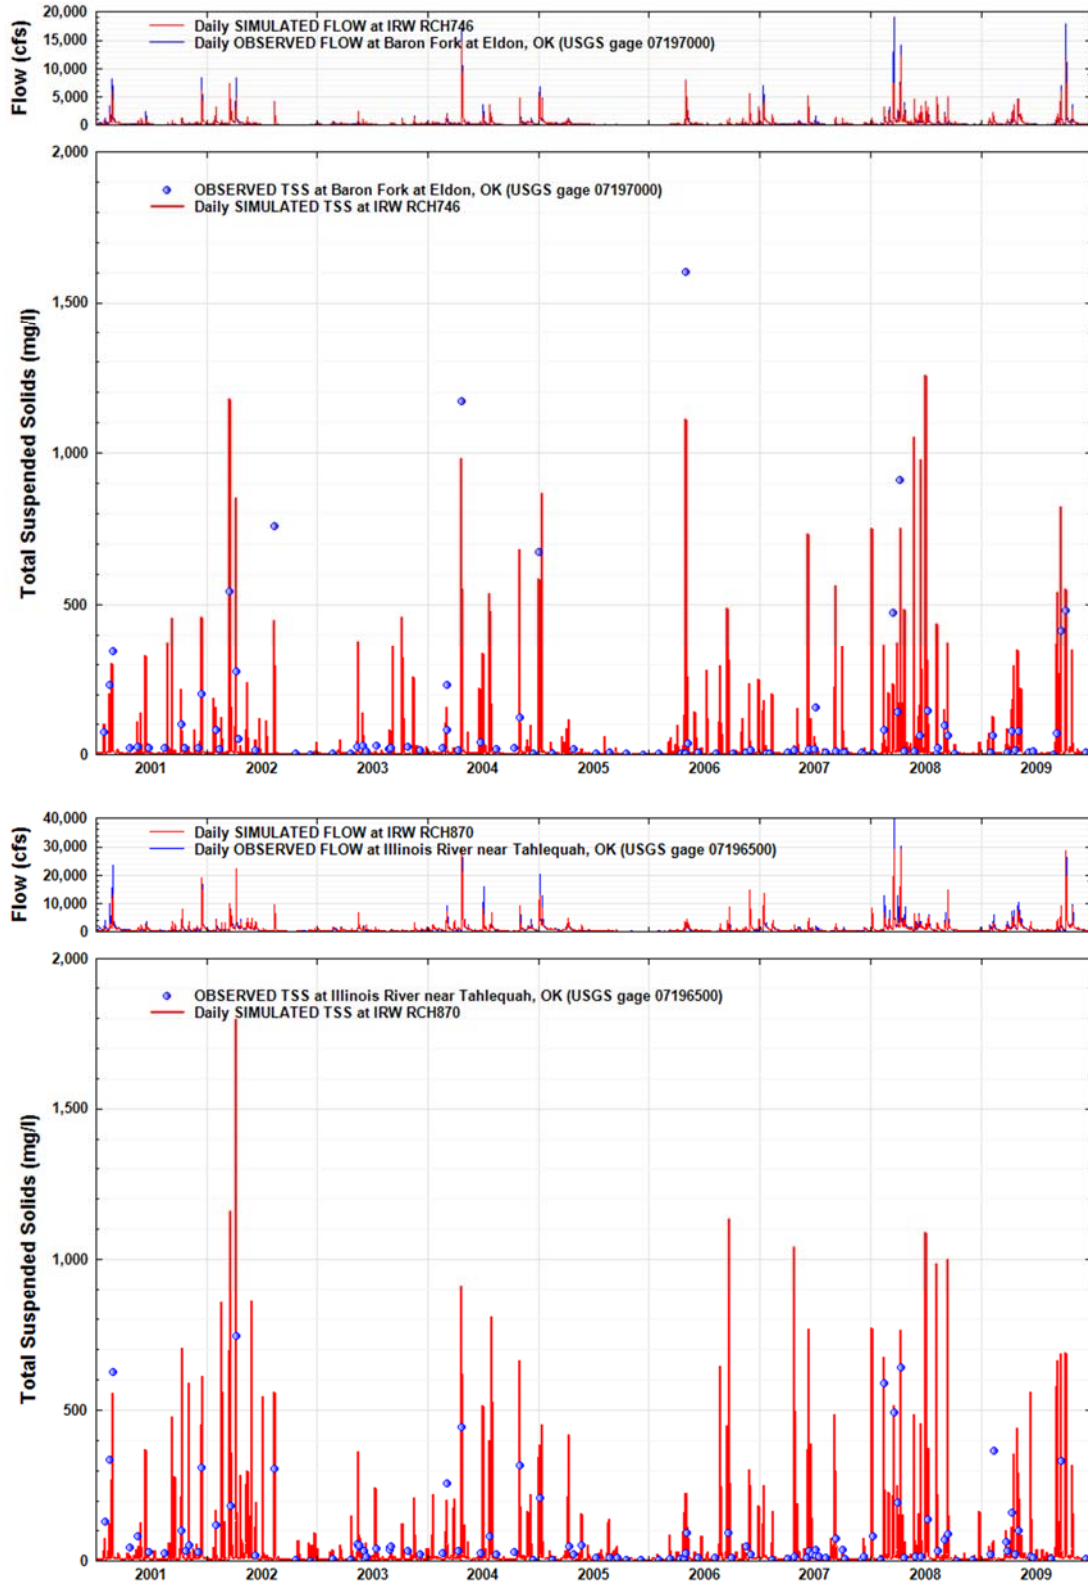 20,000
15,000
10,000
5,000
0
Flow (cfs)
Daily SIMULATED FLOW at IRW RCH746
Daily OBSERVED FLOW at Baron Fork at Eldon, OK (USGS gage 07197000)
2,000
1,500
1,000
500
0
Total Suspended Solids (mg/l)
OBSERVED TSS at Baron Fork at Eldon, OK (USGS gage 07197000)
Daily SIMULATED TSS at IRW RCH746
2001 2002 2003 2004 2005 2006 2007 2008 2009
40,000
30,000
20,000
10,000
0
Flow (cfs)
Daily SIMULATED FLOW at IRW RCH870
Daily OBSERVED FLOW at Illinois River near Tahlequah, OK (USGS gage 07196500)
2,000
1,500
1,000
500
0
Total Suspended Solids (mg/l)
OBSERVED TSS at Illinois River near Tahlequah, OK (USGS gage 07196500)
Daily SIMULATED TSS at IRW RCH870
2001 2002 2003 2004 2005 2006 2007 2008 2009